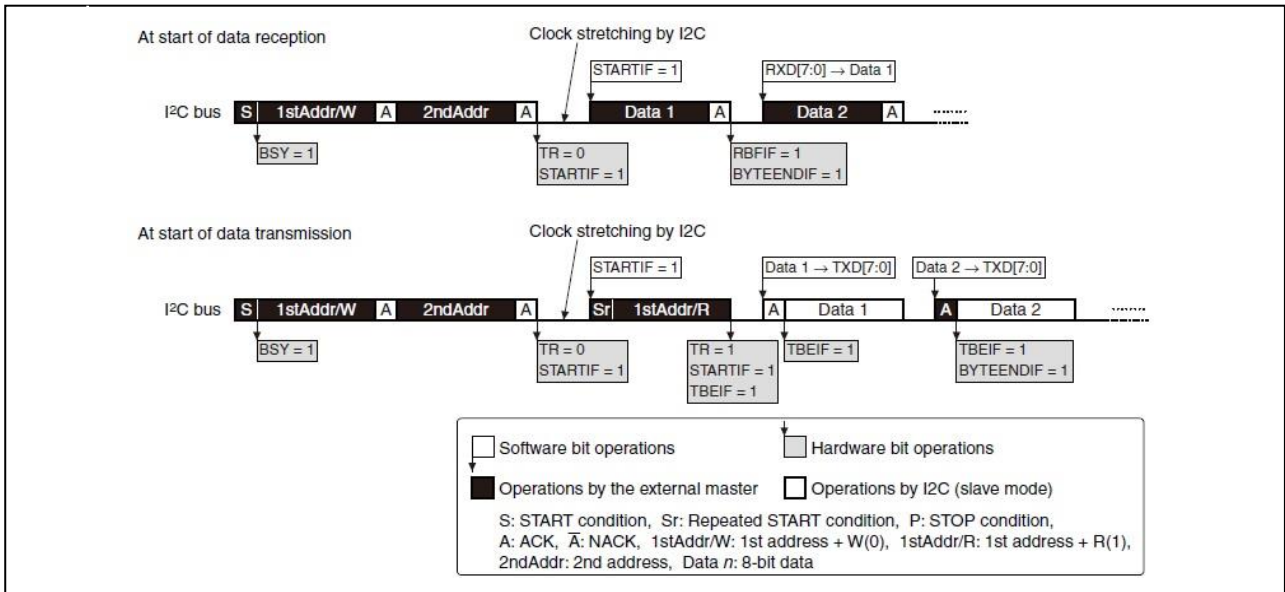 At start of data reception
Clock stretching by I2C
STARTIF = 1
RXD[7:0] → Data 1
I²C bus
S
1stAddr/W
A
2ndAddr
A
Data 1
A
Data 2
A
BSY = 1
TR = 0
STARTIF = 1
RBFIF = 1
BYTEENDIF = 1
At start of data transmission
Clock stretching by I2C
STARTIF = 1
Data 1 → TXD[7:0]
Data 2 → TXD[7:0]
I²C bus
S
1stAddr/W
A
2ndAddr
A
Sr
1stAddr/R
A
Data 1
A
Data 2
BSY = 1
TR = 0
STARTIF = 1
TR = 1
STARTIF = 1
TBEIF = 1
TBEIF = 1
TBEIF = 1
BYTEENDIF = 1
Software bit operations
Hardware bit operations
Operations by the external master
Operations by I2C (slave mode)
S: START condition, Sr: Repeated START condition, P: STOP condition,
A: ACK, A̅: NACK, 1stAddr/W: 1st address + W(0), 1stAddr/R: 1st address + R(1),
2ndAddr: 2nd address, Data n: 8-bit data